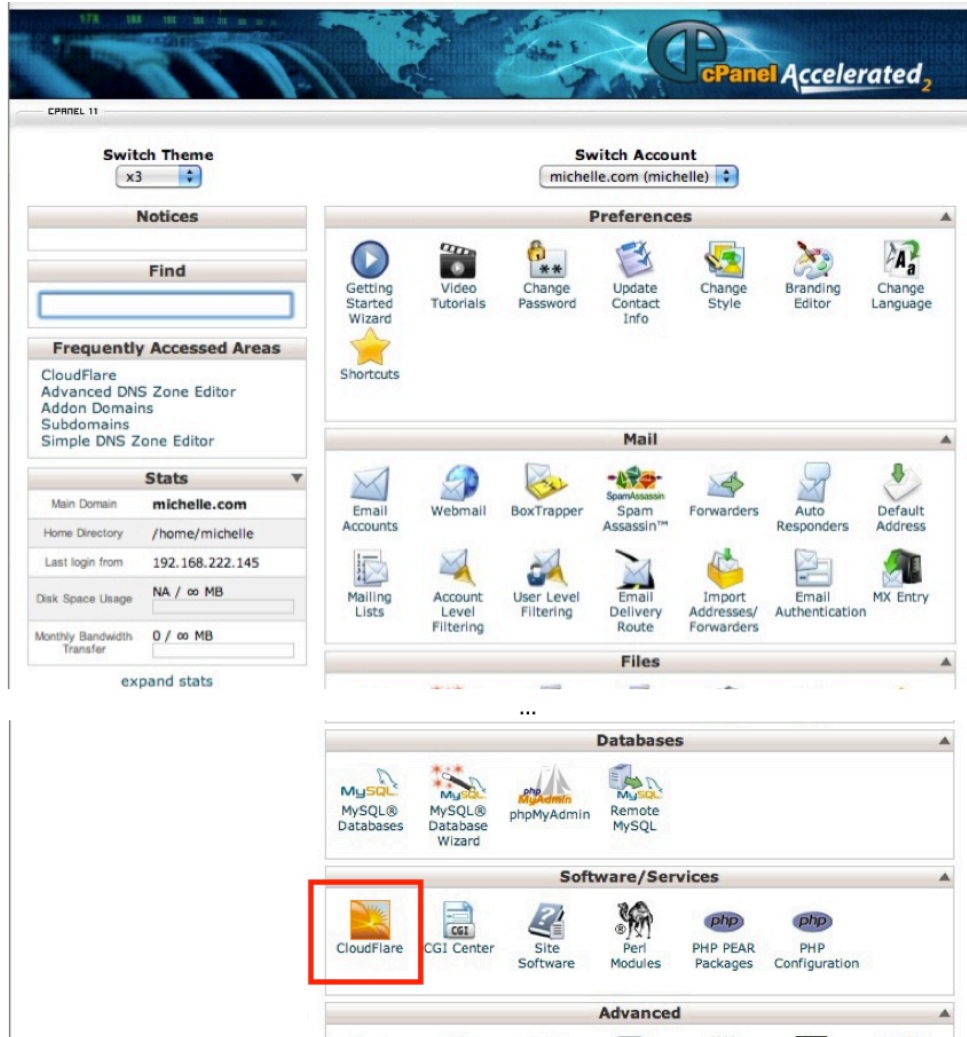 cPanel Accelerated2
CPANEL 11
Switch Theme
x3
Switch Account
michelle.com (michelle)
Notices
Find
Frequently Accessed Areas
CloudFlare
Advanced DNS Zone Editor
Addon Domains
Subdomains
Simple DNS Zone Editor
Stats
Main Domain michelle.com
Home Directory /home/michelle
Last login from 192.168.222.145
Disk Space Usage NA / ∞ MB
Monthly Bandwidth
Transfer
0 / ∞ MB
expand stats
Preferences
Getting
Started
Wizard
Video
Tutorials
Change
Password
Update
Contact
Info
Change
Style
Branding
Editor
Change
Language
Shortcuts
Mail
Email
Accounts
Webmail
BoxTrapper
SpamAssassin
Spam
Assassin™
Forwarders
Auto
Responders
Default
Address
Mailing
Lists
Account
Level
Filtering
User Level
Filtering
Email
Delivery
Route
Import
Addresses/
Forwarders
Email
Authentication
MX Entry
Files
...
Databases
MySQL
MySQL®
Databases
MySQL
MySQL®
Database
Wizard
php
MyAdmin
phpMyAdmin
MySQL
Remote
MySQL
Software/Services
CloudFlare
CGI
CGI Center
Site
Software
Perl
Modules
php
PHP PEAR
Packages
php
PHP
Configuration
Advanced